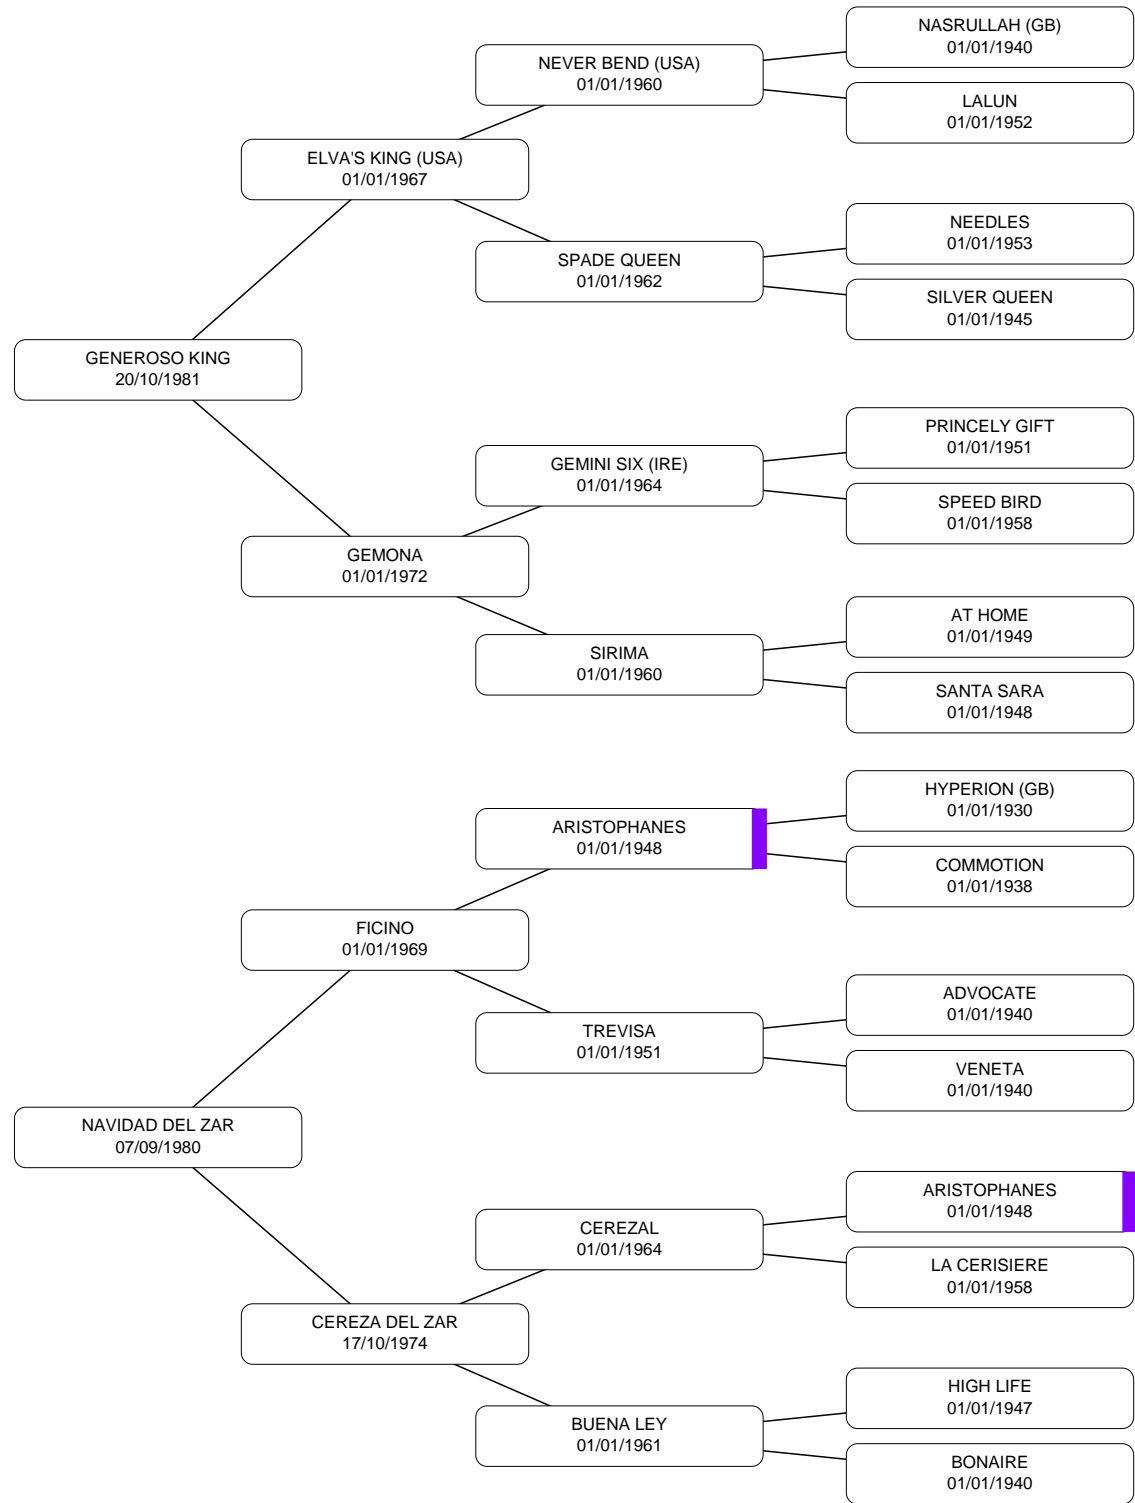 NASRULLAH (GB)
01/01/1940
NEVER BEND (USA)
01/01/1960
LALUN
01/01/1952
ELVA'S KING (USA)
01/01/1967
NEEDLES
01/01/1953
SPADE QUEEN
01/01/1962
SILVER QUEEN
01/01/1945
GENEROSO KING
20/10/1981
PRINCELY GIFT
01/01/1951
GEMINI SIX (IRE)
01/01/1964
SPEED BIRD
01/01/1958
GEMONA
01/01/1972
AT HOME
01/01/1949
SIRIMA
01/01/1960
SANTA SARA
01/01/1948
HYPERION (GB)
01/01/1930
ARISTOPHANES
01/01/1948
COMMOTION
01/01/1938
FICINO
01/01/1969
ADVOCATE
01/01/1940
TREVISA
01/01/1951
VENETA
01/01/1940
NAVIDAD DEL ZAR
07/09/1980
ARISTOPHANES
01/01/1948
CEREZAL
01/01/1964
LA CERISIERE
01/01/1958
CEREZA DEL ZAR
17/10/1974
HIGH LIFE
01/01/1947
BUENA LEY
01/01/1961
BONAIRE
01/01/1940